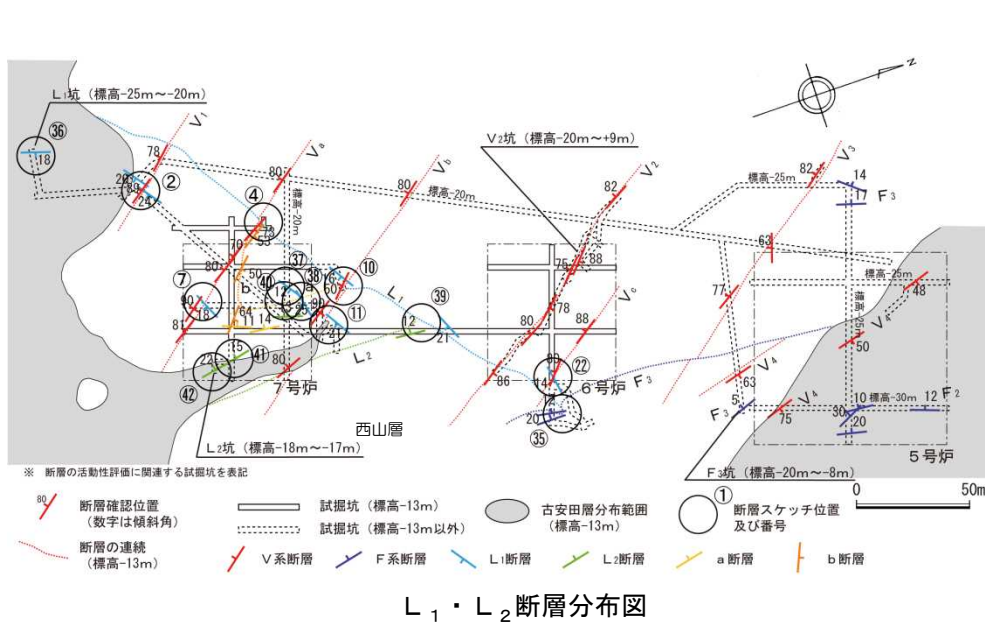 L₁坑（標高-25m～-20m）
㊱
18
V₁
78
②
24
Vₐ
80
④
標高-20m
V_b
80
標高-20m
V₂坑（標高-20m～+9m）
V₂
82
V₃
82
標高-25m
14
17
F₃
N
70
80
50
b
㊲
㊳
a
⑩
60
⑦
90
18
81
64
11
14
⑪
21
L₁
㊴
12
21
L₂
75
88
78
80
88
V_c
86
14
㉒
F₃
20
㉟
6号炉
63
77
標高-25m
48
V₄
標高-25m
50
V₄
63
5
F₃
75
V₄
10
標高-30m
12
F₂
30
20
5号炉
15
㊶
22
㊷
80
7号炉
西山層
L₂坑（標高-18m～-17m）
F₃坑（標高-20m～-8m）
※ 断層の活動性評価に関連する試掘坑を表記
80
断層確認位置
（数字は傾斜角）
試掘坑（標高-13m）
試掘坑（標高-13m以外）
古安田層分布範囲
（標高-13m）
①
断層スケッチ位置
及び番号
0
50m
断層の連続
（標高-13m）
V系断層
F系断層
L₁断層
L₂断層
a断層
b断層
L₁・L₂断層分布図